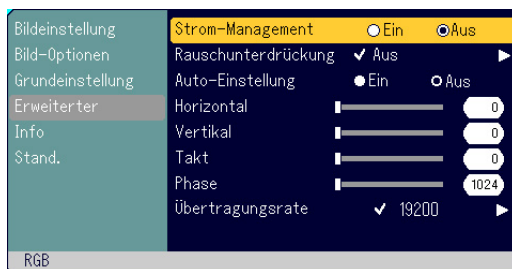 Bildeinstellung
Bild-Optionen
Grundeinstellung
Erweiterter
Info
Stand.
Strom-Management Ein Aus
Rauschunterdrückung Aus
Auto-Einstellung Ein Aus
Horizontal 0
Vertikal 0
Takt 0
Phase 1024
Übertragungsrate 19200
RGB